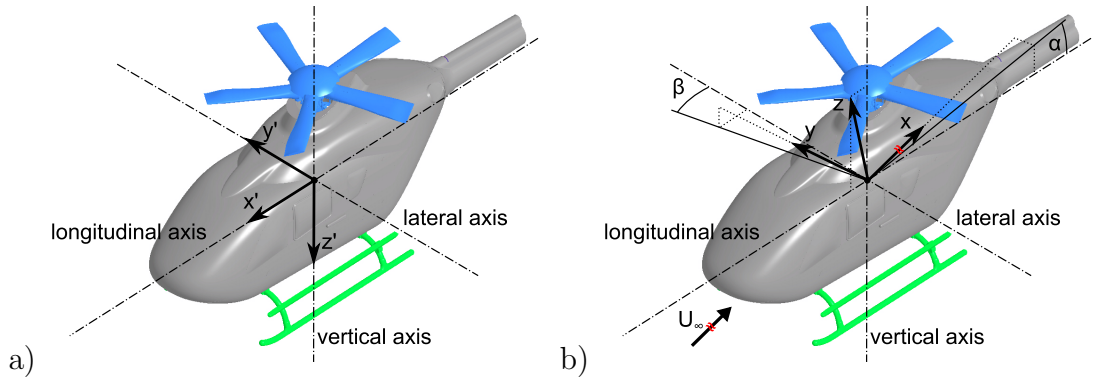 y'
x'
longitudinal axis
lateral axis
z'
vertical axis
a)
β
α
z
x
y
longitudinal axis
lateral axis
U∞
vertical axis
b)